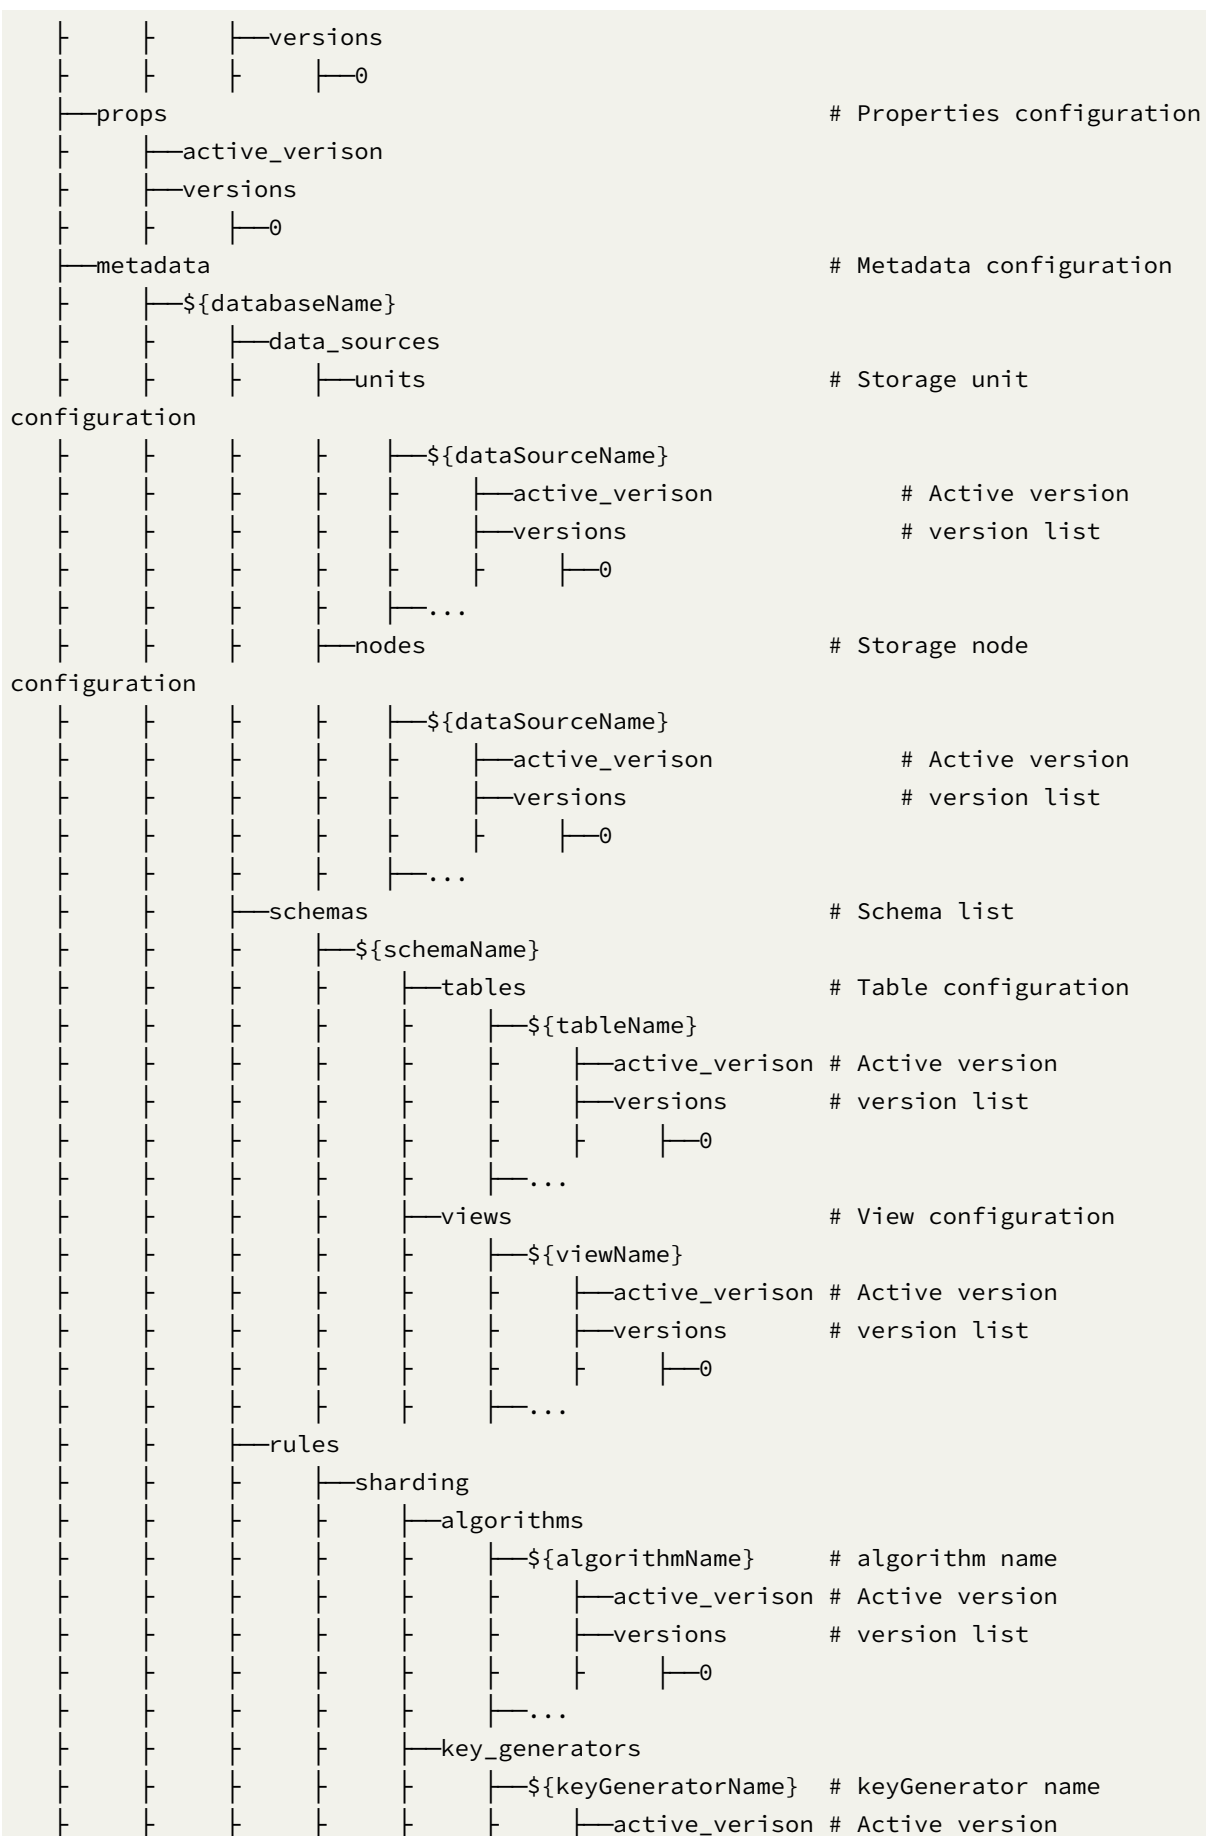 ├ ├ ├──versions
├ ├ ├ ├──0
├──props # Properties configuration
├ ├──active_verison
├ ├──versions
├ ├ ├──0
├──metadata # Metadata configuration
├ ├──${databaseName}
├ ├ ├──data_sources
├ ├ ├ ├──units # Storage unit
configuration
├ ├ ├ ├ ├──${dataSourceName}
├ ├ ├ ├ ├ ├──active_verison # Active version
├ ├ ├ ├ ├ ├──versions # version list
├ ├ ├ ├ ├ ├ ├──0
├ ├ ├ ├ ├──...
├ ├ ├ ├──nodes # Storage node
configuration
├ ├ ├ ├ ├──${dataSourceName}
├ ├ ├ ├ ├ ├──active_verison # Active version
├ ├ ├ ├ ├ ├──versions # version list
├ ├ ├ ├ ├ ├ ├──0
├ ├ ├ ├ ├──...
├ ├ ├──schemas # Schema list
├ ├ ├ ├──${schemaName}
├ ├ ├ ├ ├──tables # Table configuration
├ ├ ├ ├ ├ ├──${tableName}
├ ├ ├ ├ ├ ├ ├──active_verison # Active version
├ ├ ├ ├ ├ ├ ├──versions # version list
├ ├ ├ ├ ├ ├ ├ ├──0
├ ├ ├ ├ ├ ├──...
├ ├ ├ ├ ├──views # View configuration
├ ├ ├ ├ ├ ├──${viewName}
├ ├ ├ ├ ├ ├ ├──active_verison # Active version
├ ├ ├ ├ ├ ├ ├──versions # version list
├ ├ ├ ├ ├ ├ ├ ├──0
├ ├ ├ ├ ├ ├──...
├ ├ ├──rules
├ ├ ├ ├──sharding
├ ├ ├ ├ ├──algorithms
├ ├ ├ ├ ├ ├──${algorithmName} # algorithm name
├ ├ ├ ├ ├ ├ ├──active_verison # Active version
├ ├ ├ ├ ├ ├ ├──versions # version list
├ ├ ├ ├ ├ ├ ├ ├──0
├ ├ ├ ├ ├ ├──...
├ ├ ├ ├ ├──key_generators
├ ├ ├ ├ ├ ├──${keyGeneratorName} # keyGenerator name
├ ├ ├ ├ ├ ├ ├──active_verison # Active version